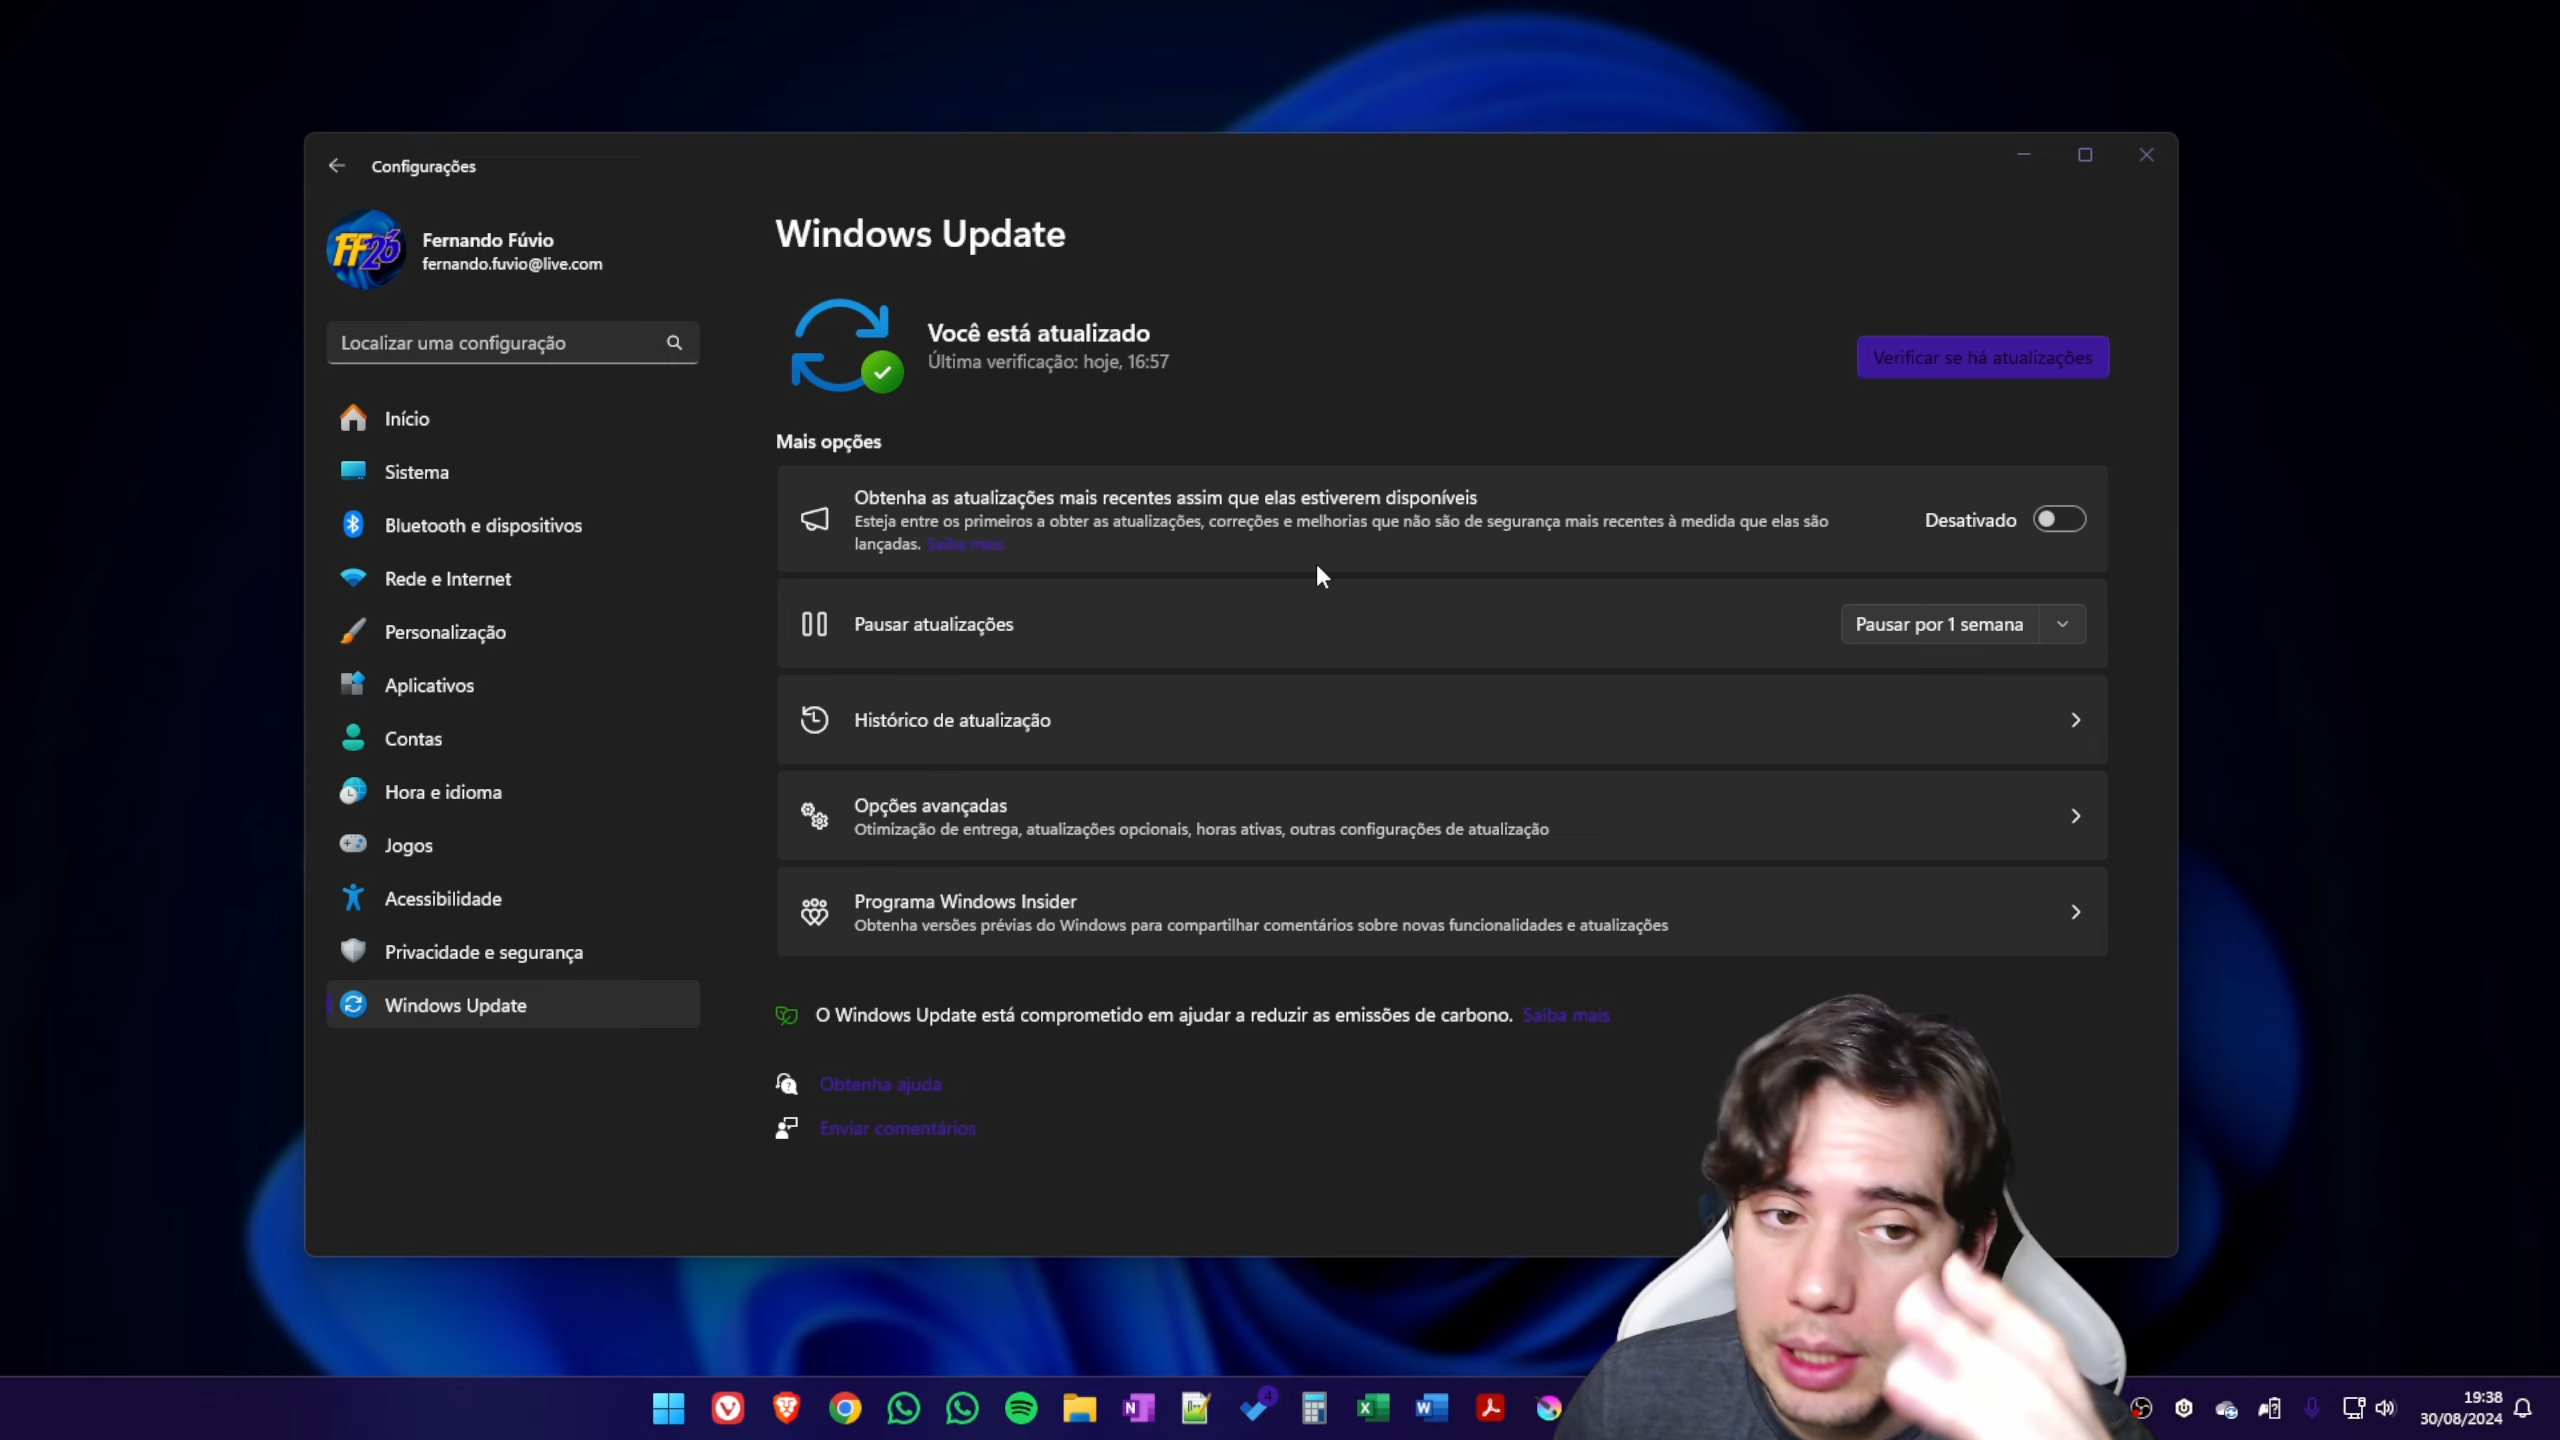 Configurações
FF26
Fernando Fúvio
fernando.fuvio@live.com
Localizar uma configuração
Início
Sistema
Bluetooth e dispositivos
Rede e Internet
Personalização
Aplicativos
Contas
Hora e idioma
Jogos
Acessibilidade
Privacidade e segurança
Windows Update
Windows Update
Você está atualizado
Última verificação: hoje, 16:57
Verificar se há atualizações
Mais opções
Obtenha as atualizações mais recentes assim que elas estiverem disponíveis
Esteja entre os primeiros a obter as atualizações, correções e melhorias que não são de segurança mais recentes à medida que elas são
lançadas. Saiba mais
Desativado
Pausar atualizações
Pausar por 1 semana
Histórico de atualização
Opções avançadas
Otimização de entrega, atualizações opcionais, horas ativas, outras configurações de atualização
Programa Windows Insider
Obtenha versões prévias do Windows para compartilhar comentários sobre novas funcionalidades e atualizações
O Windows Update está comprometido em ajudar a reduzir as emissões de carbono. Saiba mais
Obtenha ajuda
Enviar comentários
4
19:38
30/08/2024